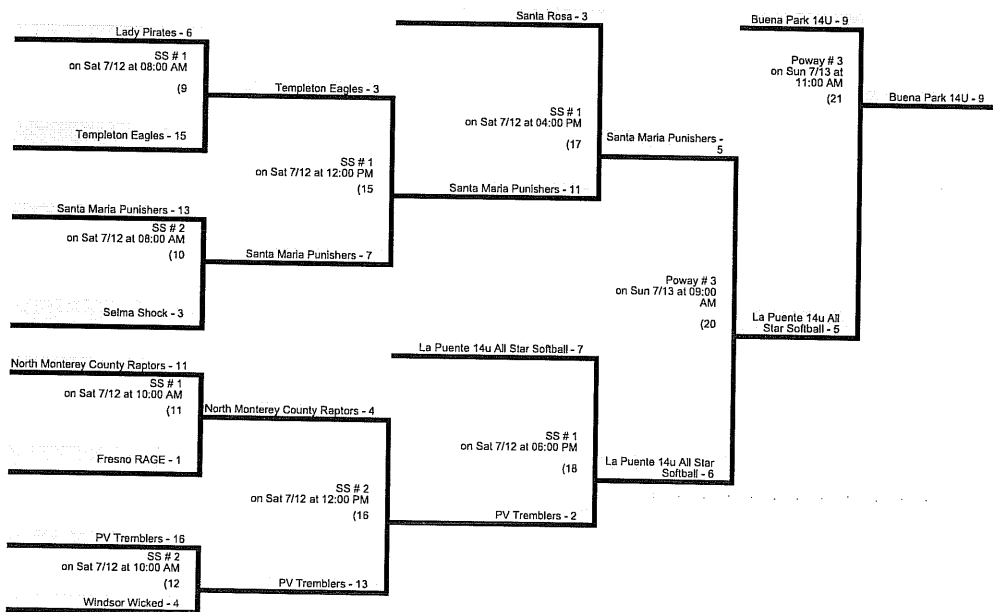 Lady Pirates - 6
SS # 1
on Sat 7/12 at 08:00 AM
(9
Templeton Eagles - 15
Santa Maria Punishers - 13
SS # 2
on Sat 7/12 at 08:00 AM
(10
Selma Shock - 3
North Monterey County Raptors - 11
SS # 1
on Sat 7/12 at 10:00 AM
(11
Fresno RAGE - 1
PV Tremblers - 16
SS # 2
on Sat 7/12 at 10:00 AM
(12
Windsor Wicked - 4
Templeton Eagles - 3
SS # 1
on Sat 7/12 at 12:00 PM
(15
Santa Maria Punishers - 7
North Monterey County Raptors - 4
SS # 2
on Sat 7/12 at 12:00 PM
(16
PV Tremblers - 13
Santa Rosa - 3
SS # 1
on Sat 7/12 at 04:00 PM
(17
Santa Maria Punishers - 11
La Puente 14u All Star Softball - 7
SS # 1
on Sat 7/12 at 06:00 PM
(18
PV Tremblers - 2
Santa Maria Punishers -
5
Poway # 3
on Sun 7/13 at 09:00
AM
(20
La Puente 14u All Star
Softball - 6
Buena Park 14U - 9
Poway # 3
on Sun 7/13 at
11:00 AM
(21
La Puente 14u All
Star Softball - 5
Buena Park 14U - 9